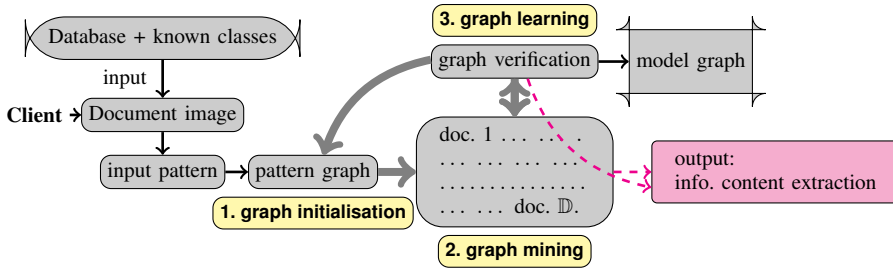 3. graph learning
Database + known classes
graph verification
model graph
input
Client
Document image
doc. 1 ... .. . .
... ... ... ...
...............
... ... doc. 𝔻.
input pattern
pattern graph
output:
info. content extraction
1. graph initialisation
2. graph mining